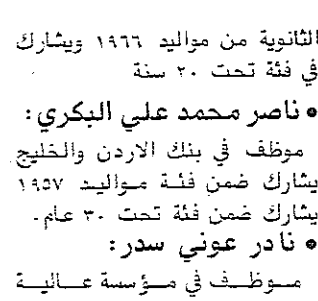 الثانوية من مواليد ١٩٦٦ ويشارك
في فئة تحت ٢٠ سنة
• ناصر محمد علي البكري:
موظف في بنك الاردن والخليج
يشارك ضمن فئة مواليد ١٩٥٧
يشارك ضمن فئة تحت ٣٠ عام.
• نادر عوني سدر:
موظف في مؤسسة عالية